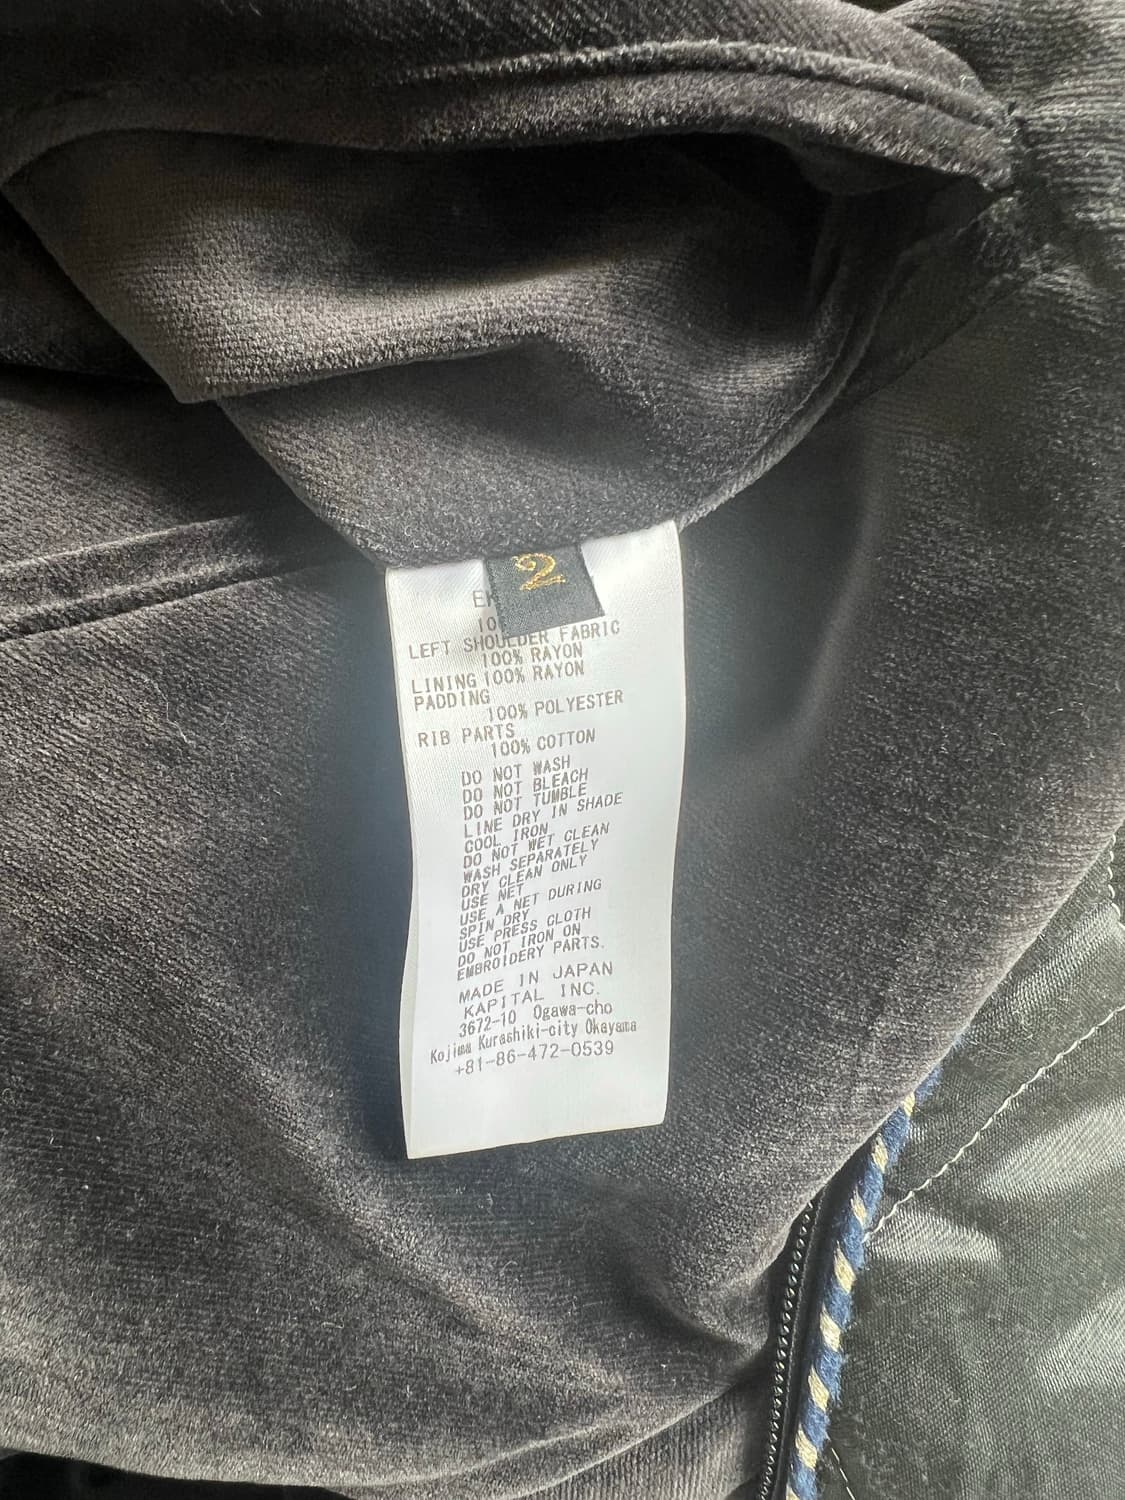 2
LEFT SHOULDER FABRIC
100% RAYON
LINING 100% RAYON
PADDING
100% POLYESTER
RIB PARTS
100% COTTON
DO NOT WASH
DO NOT BLEACH
DO NOT TUMBLE
LINE DRY IN SHADE
COOL IRON
DO NOT WET CLEAN
WASH SEPARATELY
DRY CLEAN ONLY
USE NET
USE A NET DURING
SPIN DRY
USE PRESS CLOTH
DO NOT IRON ON
EMBROIDERY PARTS.
MADE IN JAPAN
KAPITAL INC.
3672-10 Ogawa-cho
Kojima Kurashiki-city Okayama
+81-86-472-0539